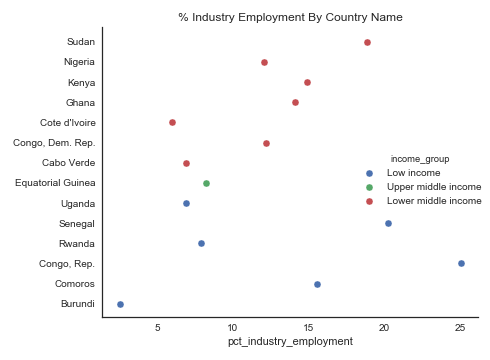 % Industry Employment By Country Name
Sudan
Nigeria
Kenya
Ghana
Cote d'Ivoire
Congo, Dem. Rep.
Cabo Verde
Equatorial Guinea
Uganda
Senegal
Rwanda
Congo, Rep.
Comoros
Burundi
income_group
Low income
Upper middle income
Lower middle income
5 10 15 20 25
pct_industry_employment